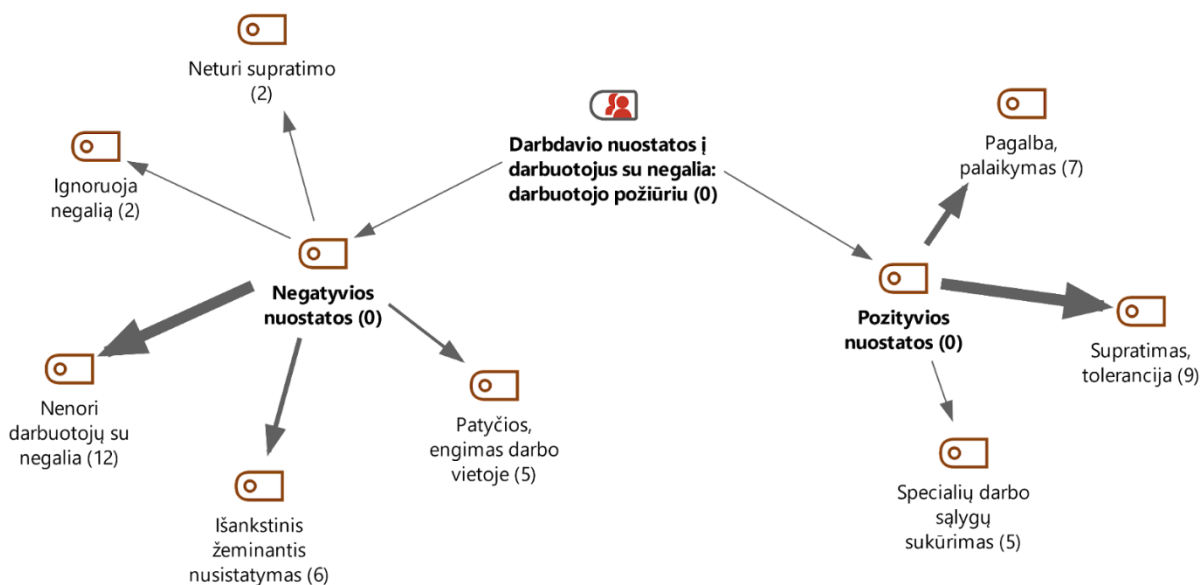 Neturi supratimo
(2)
Ignoruoja
negalią (2)
Darbdavio nuostatos į
darbuotojus su negalia:
darbuotojo požiūriu (0)
Pagalba,
palaikymas (7)
Negatyvios
nuostatos (0)
Pozityvios
nuostatos (0)
Supratimas,
tolerancija (9)
Nenori
darbuotojų su
negalia (12)
Patyčios,
engimas darbo
vietoje (5)
Specialių darbo
sąlygų
sukūrimas (5)
Išankstinis
žeminantis
nusistatymas (6)